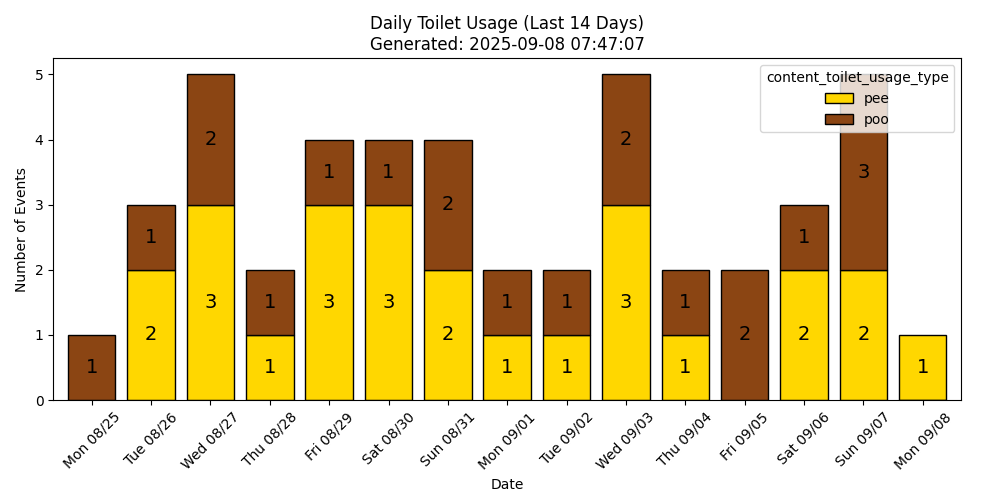 Daily Toilet Usage (Last 14 Days)
Generated: 2025-09-08 07:47:07
content_toilet_usage_type
pee
poo
Number of Events
5
4
3
2
1
0
1
2
1
3
2
1
1
3
1
3
1
2
2
1
1
1
1
3
2
1
1
2
2
1
2
3
1
Mon 08/25
Tue 08/26
Wed 08/27
Thu 08/28
Fri 08/29
Sat 08/30
Sun 08/31
Mon 09/01
Tue 09/02
Wed 09/03
Thu 09/04
Fri 09/05
Sat 09/06
Sun 09/07
Mon 09/08
Date